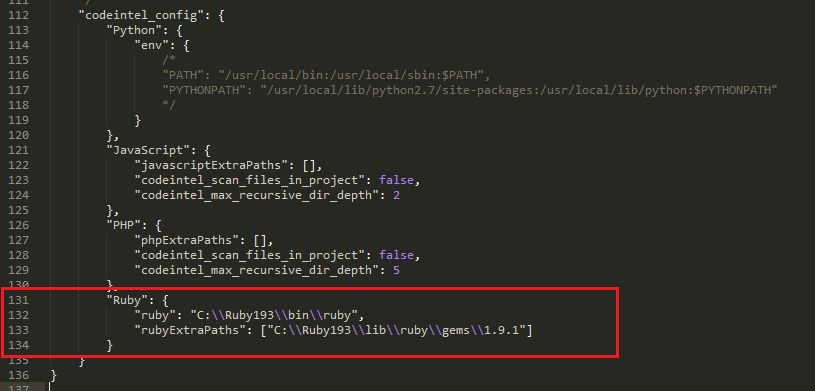 111 */
112 "codeintel_config": {
113 "Python": {
114 "env": {
115 /*
116 "PATH": "/usr/local/bin:/usr/local/sbin:$PATH",
117 "PYTHONPATH": "/usr/local/lib/python2.7/site-packages:/usr/local/lib/python:$PYTHONPATH"
118 */
119 }
120 },
121 "JavaScript": {
122 "javascriptExtraPaths": [],
123 "codeintel_scan_files_in_project": false,
124 "codeintel_max_recursive_dir_depth": 2
125 },
126 "PHP": {
127 "phpExtraPaths": [],
128 "codeintel_scan_files_in_project": false,
129 "codeintel_max_recursive_dir_depth": 5
130 },
131 "Ruby": {
132 "ruby": "C:\\Ruby193\\bin\\ruby",
133 "rubyExtraPaths": ["C:\\Ruby193\\lib\\ruby\\gems\\1.9.1"]
134 }
135 }
136 }
137